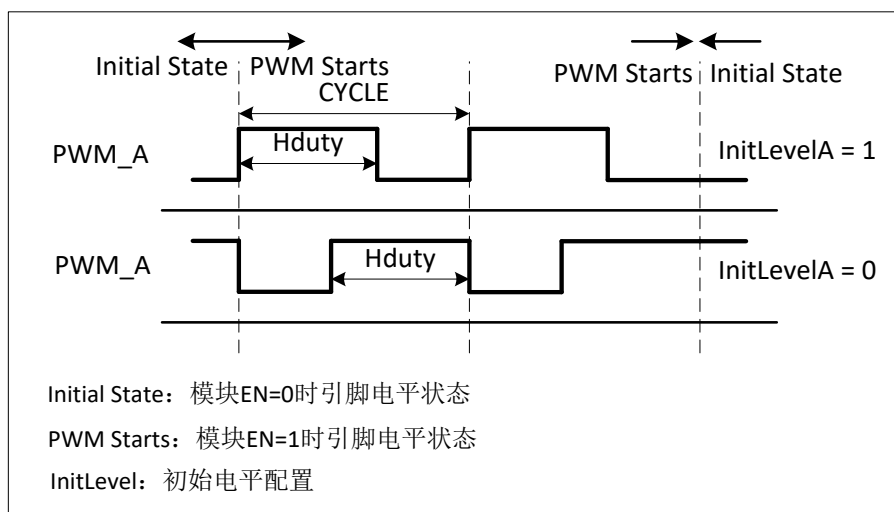 Initial State PWM Starts PWM Starts Initial State
CYCLE
PWM_A Hduty InitLevelA = 1
PWM_A Hduty InitLevelA = 0
Initial State：模块EN=0时引脚电平状态
PWM Starts：模块EN=1时引脚电平状态
InitLevel：初始电平配置